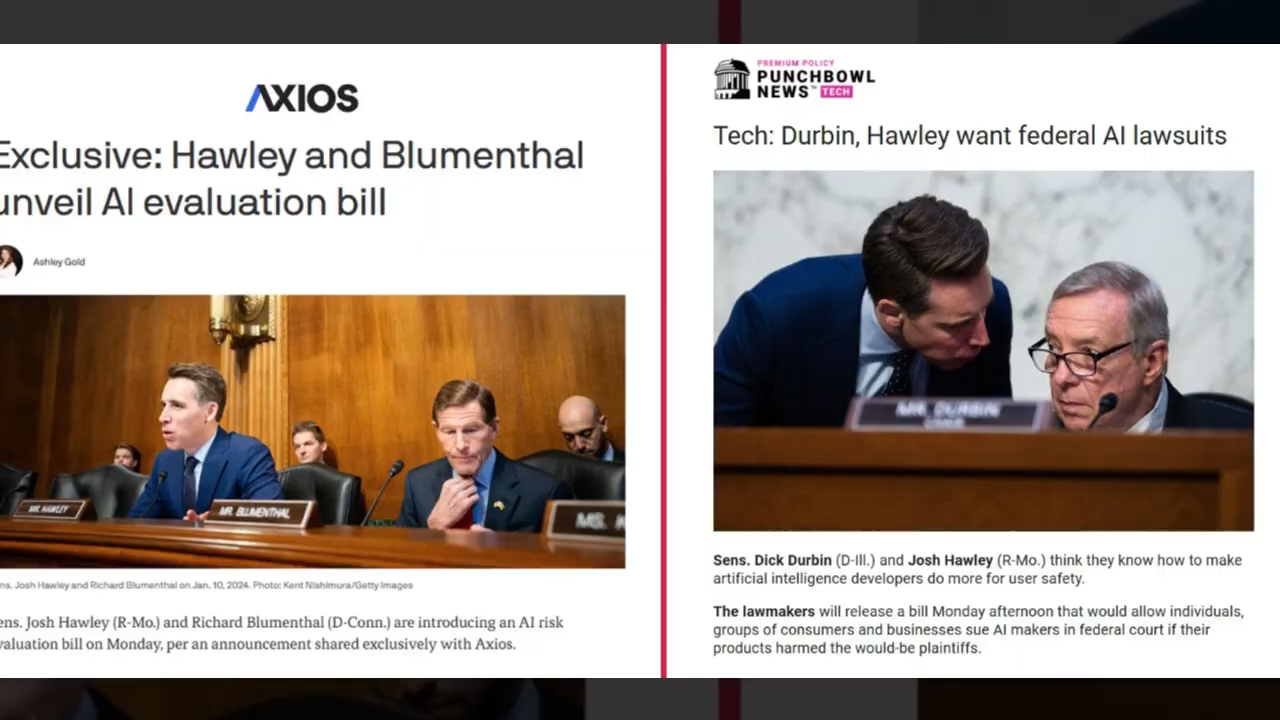 AXIOS
Exclusive: Hawley and Blumenthal
unveil AI evaluation bill
Ashley Gold
MR. HAWLEY
MR. BLUMENTHAL
MS.
ns. Josh Hawley and Richard Blumenthal on Jan. 10, 2024. Photo: Kent Nishimura/Getty Images
ens. Josh Hawley (R-Mo.) and Richard Blumenthal (D-Conn.) are introducing an AI risk
valuation bill on Monday, per an announcement shared exclusively with Axios.
PREMIUM POLICY
PUNCHBOWL
NEWS™ TECH
Tech: Durbin, Hawley want federal AI lawsuits
MR. DURBIN
Sens. Dick Durbin (D-Ill.) and Josh Hawley (R-Mo.) think they know how to make
artificial intelligence developers do more for user safety.
The lawmakers will release a bill Monday afternoon that would allow individuals,
groups of consumers and businesses sue AI makers in federal court if their
products harmed the would-be plaintiffs.